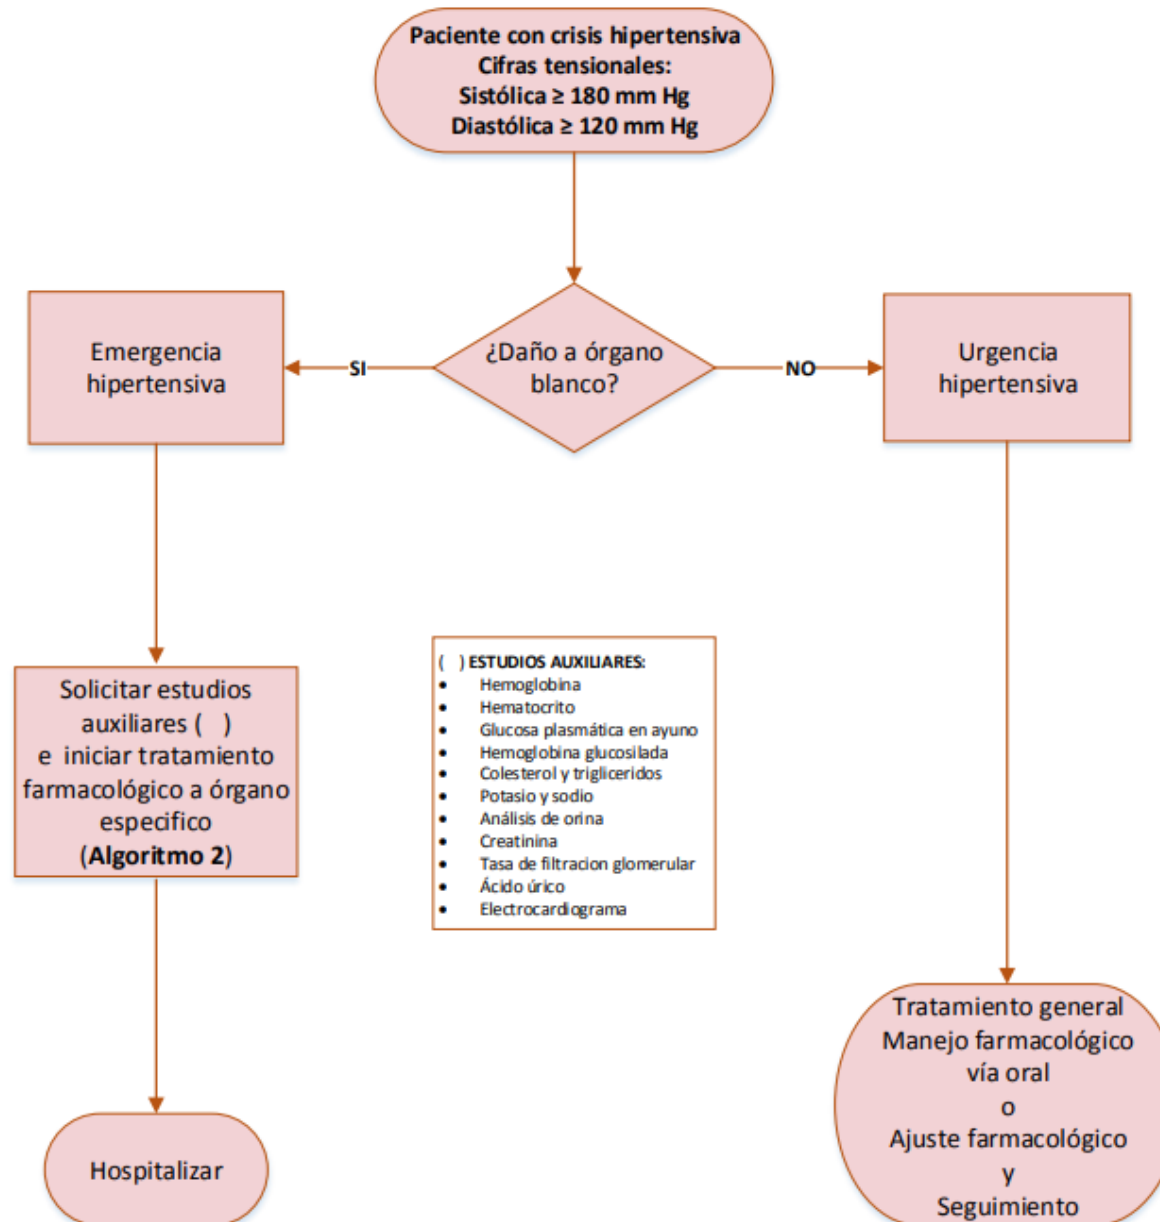 Paciente con crisis hipertensiva
Cifras tensionales:
Sistólica ≥ 180 mm Hg
Diastólica ≥ 120 mm Hg
¿Daño a órgano
blanco?
SI
NO
Emergencia
hipertensiva
Urgencia
hipertensiva
Solicitar estudios
auxiliares (   )
e  iniciar tratamiento
farmacológico a órgano
especifico
(Algoritmo 2)
(   ) ESTUDIOS AUXILIARES:
• Hemoglobina
• Hematocrito
• Glucosa plasmática en ayuno
• Hemoglobina glucosilada
• Colesterol y trigliceridos
• Potasio y sodio
• Análisis de orina
• Creatinina
• Tasa de filtracion glomerular
• Ácido úrico
• Electrocardiograma
Hospitalizar
Tratamiento general
Manejo farmacológico
vía oral
o
Ajuste farmacológico
y
Seguimiento